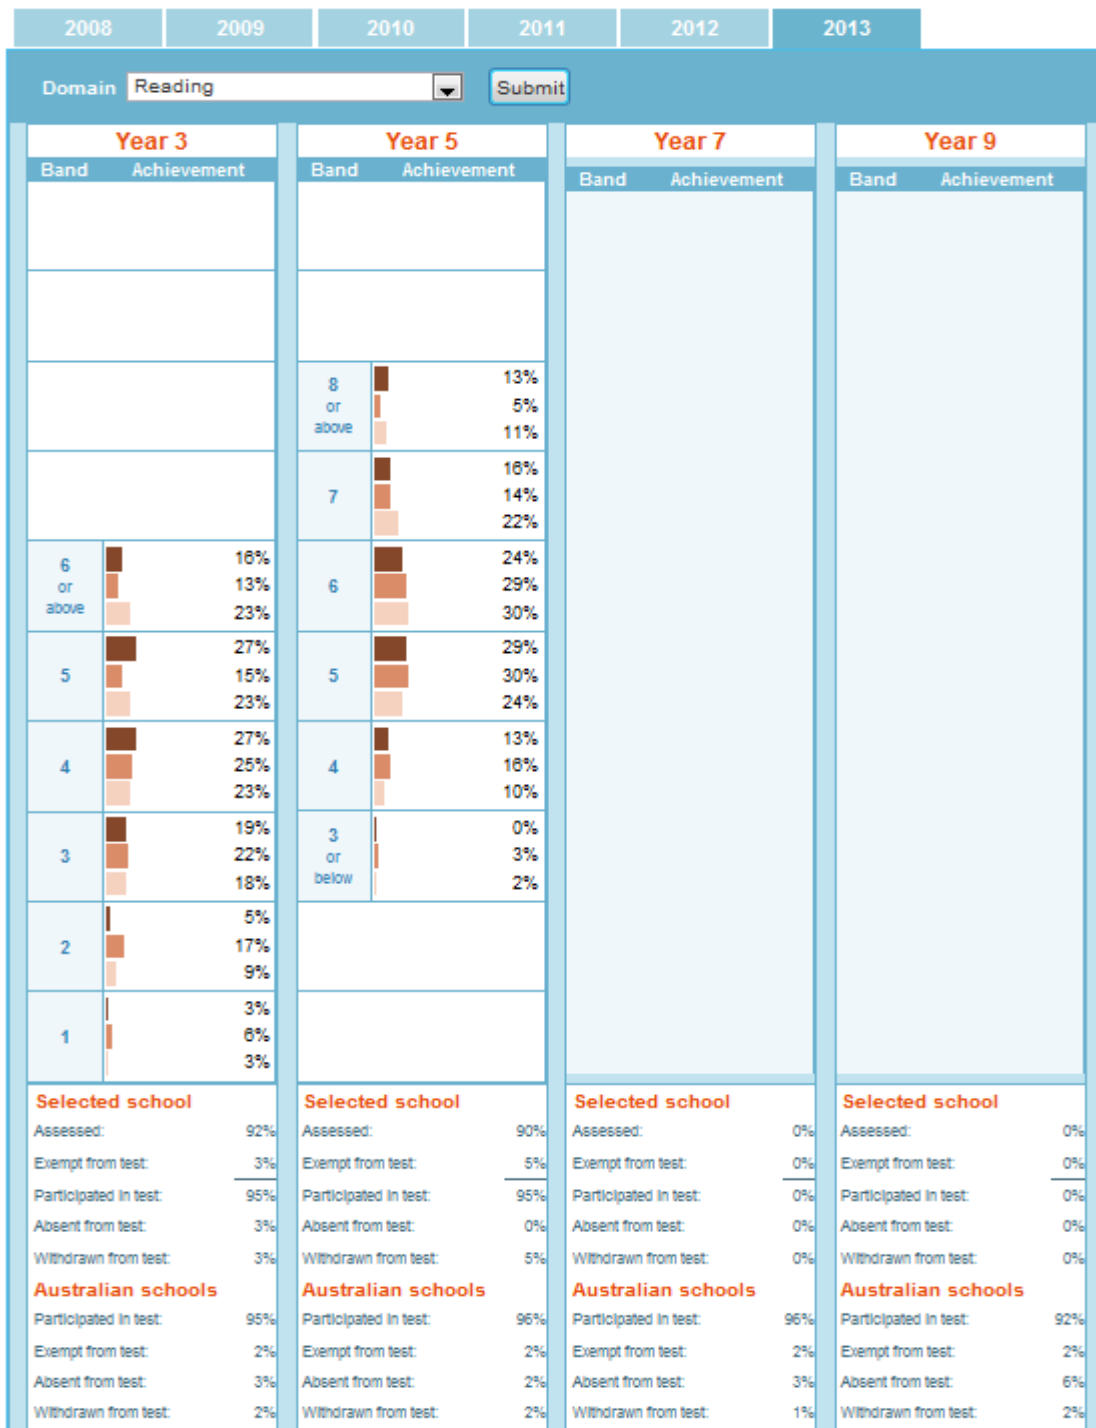 2008 2009 2010 2011 2012 2013
Domain Reading Submit
Year 3
Band Achievement
6 or above
16%
13%
23%
5
27%
15%
23%
4
27%
25%
23%
3
19%
22%
18%
2
5%
17%
9%
1
3%
6%
3%
Selected school
Assessed: 92%
Exempt from test: 3%
Participated in test: 95%
Absent from test: 3%
Withdrawn from test: 3%
Australian schools
Participated in test: 95%
Exempt from test: 2%
Absent from test: 3%
Withdrawn from test: 2%
Year 5
Band Achievement
8 or above
13%
5%
11%
7
16%
14%
22%
6
24%
29%
30%
5
29%
30%
24%
4
13%
16%
10%
3 or below
0%
3%
2%
Selected school
Assessed: 90%
Exempt from test: 5%
Participated in test: 95%
Absent from test: 0%
Withdrawn from test: 5%
Australian schools
Participated in test: 96%
Exempt from test: 2%
Absent from test: 2%
Withdrawn from test: 2%
Year 7
Band Achievement
Selected school
Assessed: 0%
Exempt from test: 0%
Participated in test: 0%
Absent from test: 0%
Withdrawn from test: 0%
Australian schools
Participated in test: 96%
Exempt from test: 2%
Absent from test: 3%
Withdrawn from test: 1%
Year 9
Band Achievement
Selected school
Assessed: 0%
Exempt from test: 0%
Participated in test: 0%
Absent from test: 0%
Withdrawn from test: 0%
Australian schools
Participated in test: 92%
Exempt from test: 2%
Absent from test: 6%
Withdrawn from test: 2%